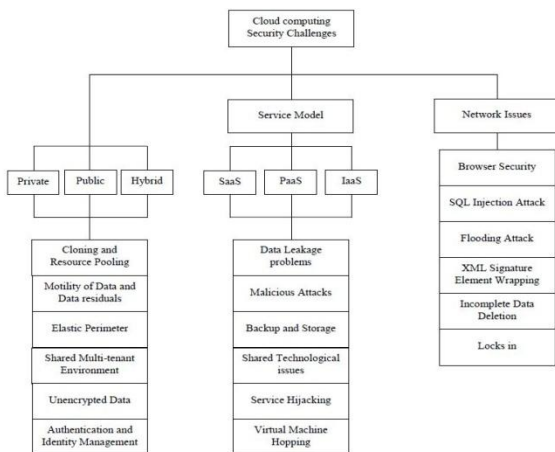 Cloud computing
Security Challenges
Service Model
Network Issues
Private
Public
Hybrid
SaaS
PaaS
IaaS
Cloning and
Resource Pooling
Motility of Data and
Data residuals
Elastic Perimeter
Shared Multi-tenant
Environment
Unencrypted Data
Authentication and
Identity Management
Data Leakage
problems
Malicious Attacks
Backup and Storage
Shared Technological
issues
Service Hijacking
Virtual Machine
Hopping
Browser Security
SQL Injection Attack
Flooding Attack
XML Signature
Element Wrapping
Incomplete Data
Deletion
Locks in